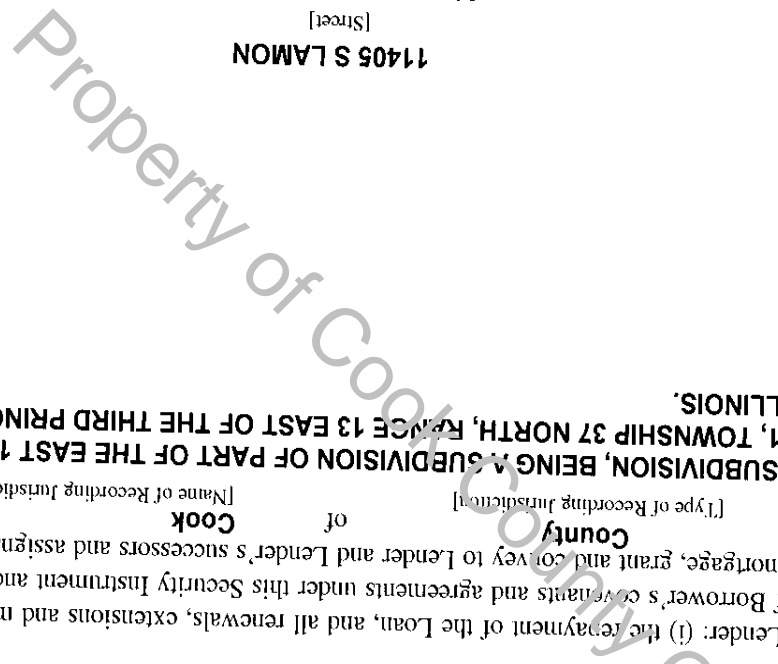 Lender: (i) the repayment of the Loan, and all renewals, extensions and m
Borrower's covenants and agreements under this Security Instrument and
mortgage, grant and convey to Lender and Lender's successors and assigns
County of Cook
[Type of Recording Jurisdiction] [Name of Recording Jurisdic
SUBDIVISION, BEING A SUBDIVISION OF PART OF THE EAST 1
1, TOWNSHIP 37 NORTH, RANGE 13 EAST OF THE THIRD PRINC
ILLINOIS.
11405 S LAMON
[Street]
Property of Cook County